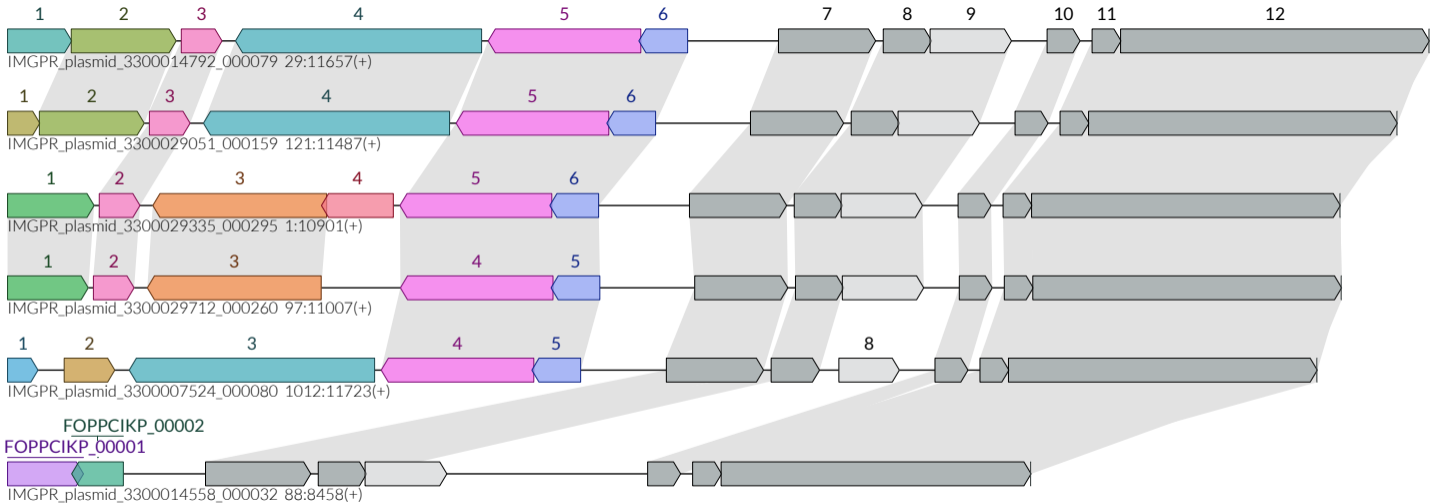 1 2 3 4 5 6 7 8 9 10 11 12
IMGPR_plasmid_3300014792_000079 29:11657(+)
1 2 3 4 5 6
IMGPR_plasmid_3300029051_000159 121:11487(+)
1 2 3 4 5 6
IMGPR_plasmid_3300029335_000295 1:10901(+)
1 2 3 4 5
IMGPR_plasmid_3300029712_000260 97:11007(+)
1 2 3 4 5 8
IMGPR_plasmid_3300007524_000080 1012:11723(+)
FOPPCIKP_00002
FOPPCIKP_00001
IMGPR_plasmid_3300014558_000032 88:8458(+)